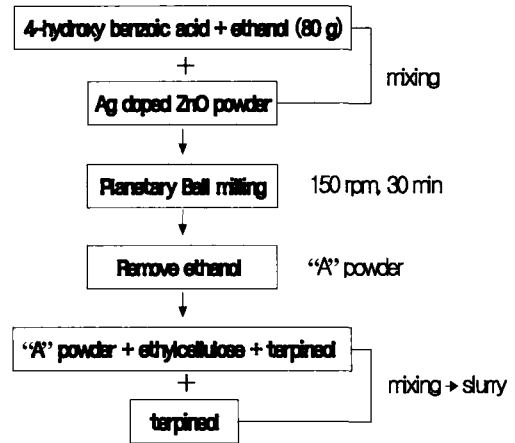 4-hydroxy benzoic acid + ethanol (80 g)
+
mixing
Ag doped ZnO powder
Planetary Ball milling
150 rpm, 30 min
Remove ethanol
“A” powder
“A” powder + ethylcellulose + terpineol
+
mixing → slurry
terpineol